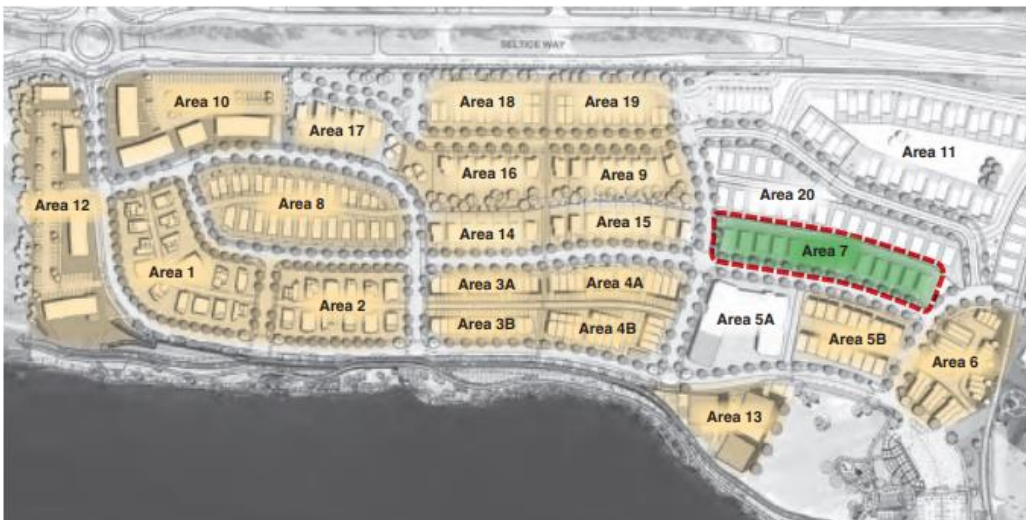 SELTICE WAY
Area 10
Area 17
Area 18
Area 19
Area 11
Area 12
Area 8
Area 16
Area 9
Area 20
Area 1
Area 14
Area 15
Area 7
Area 2
Area 3A
Area 4A
Area 3B
Area 4B
Area 5A
Area 5B
Area 6
Area 13